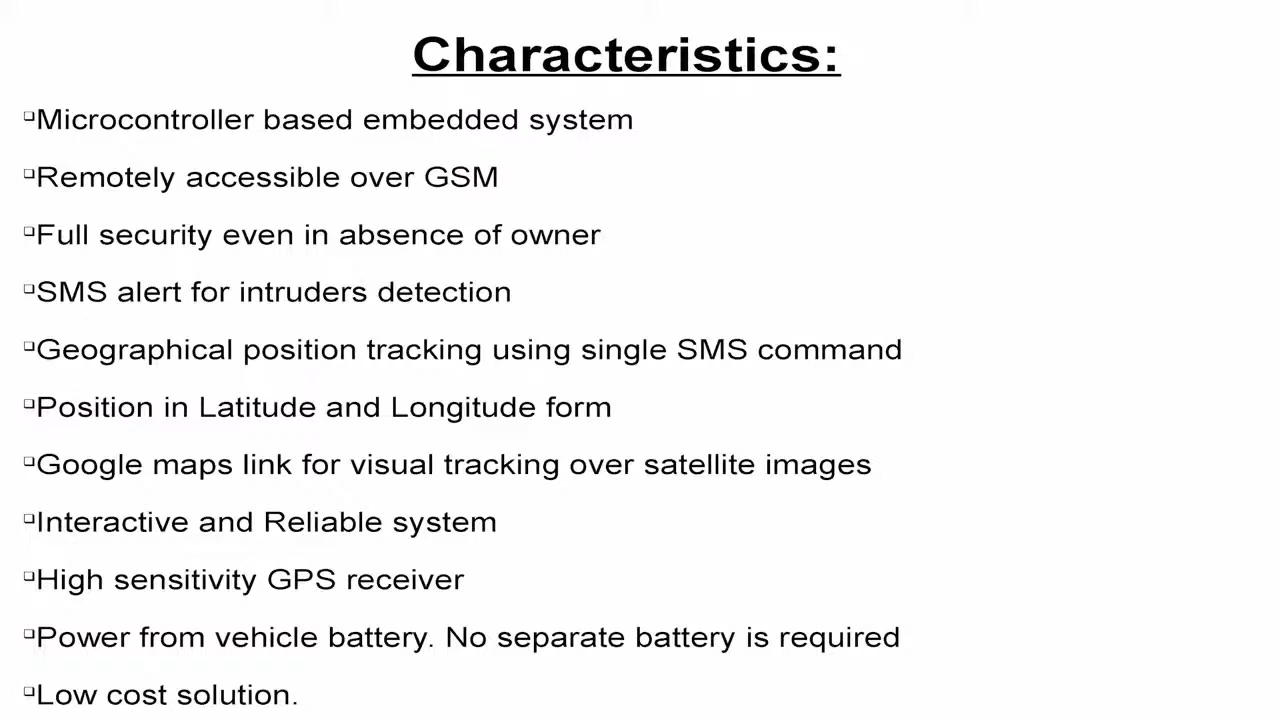 Characteristics:
❑Microcontroller based embedded system
❑Remotely accessible over GSM
❑Full security even in absence of owner
❑SMS alert for intruders detection
❑Geographical position tracking using single SMS command
❑Position in Latitude and Longitude form
❑Google maps link for visual tracking over satellite images
❑Interactive and Reliable system
❑High sensitivity GPS receiver
❑Power from vehicle battery. No separate battery is required
❑Low cost solution.